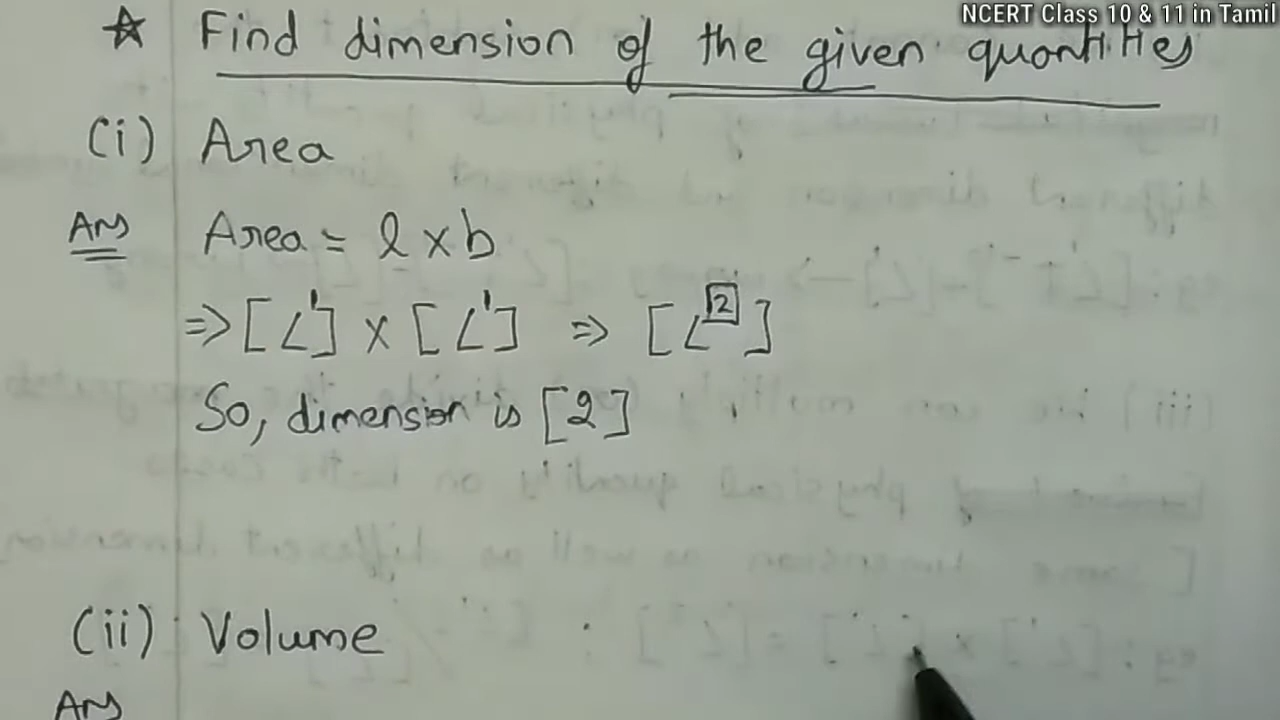 NCERT Class 10 & 11 in Tamil
☆ Find dimension of the given quantities
(i) Area
Ans Area = l × b
⇒ [L¹] × [L¹] ⇒ [L²]
So, dimension is [2]
(ii) Volume
Ans